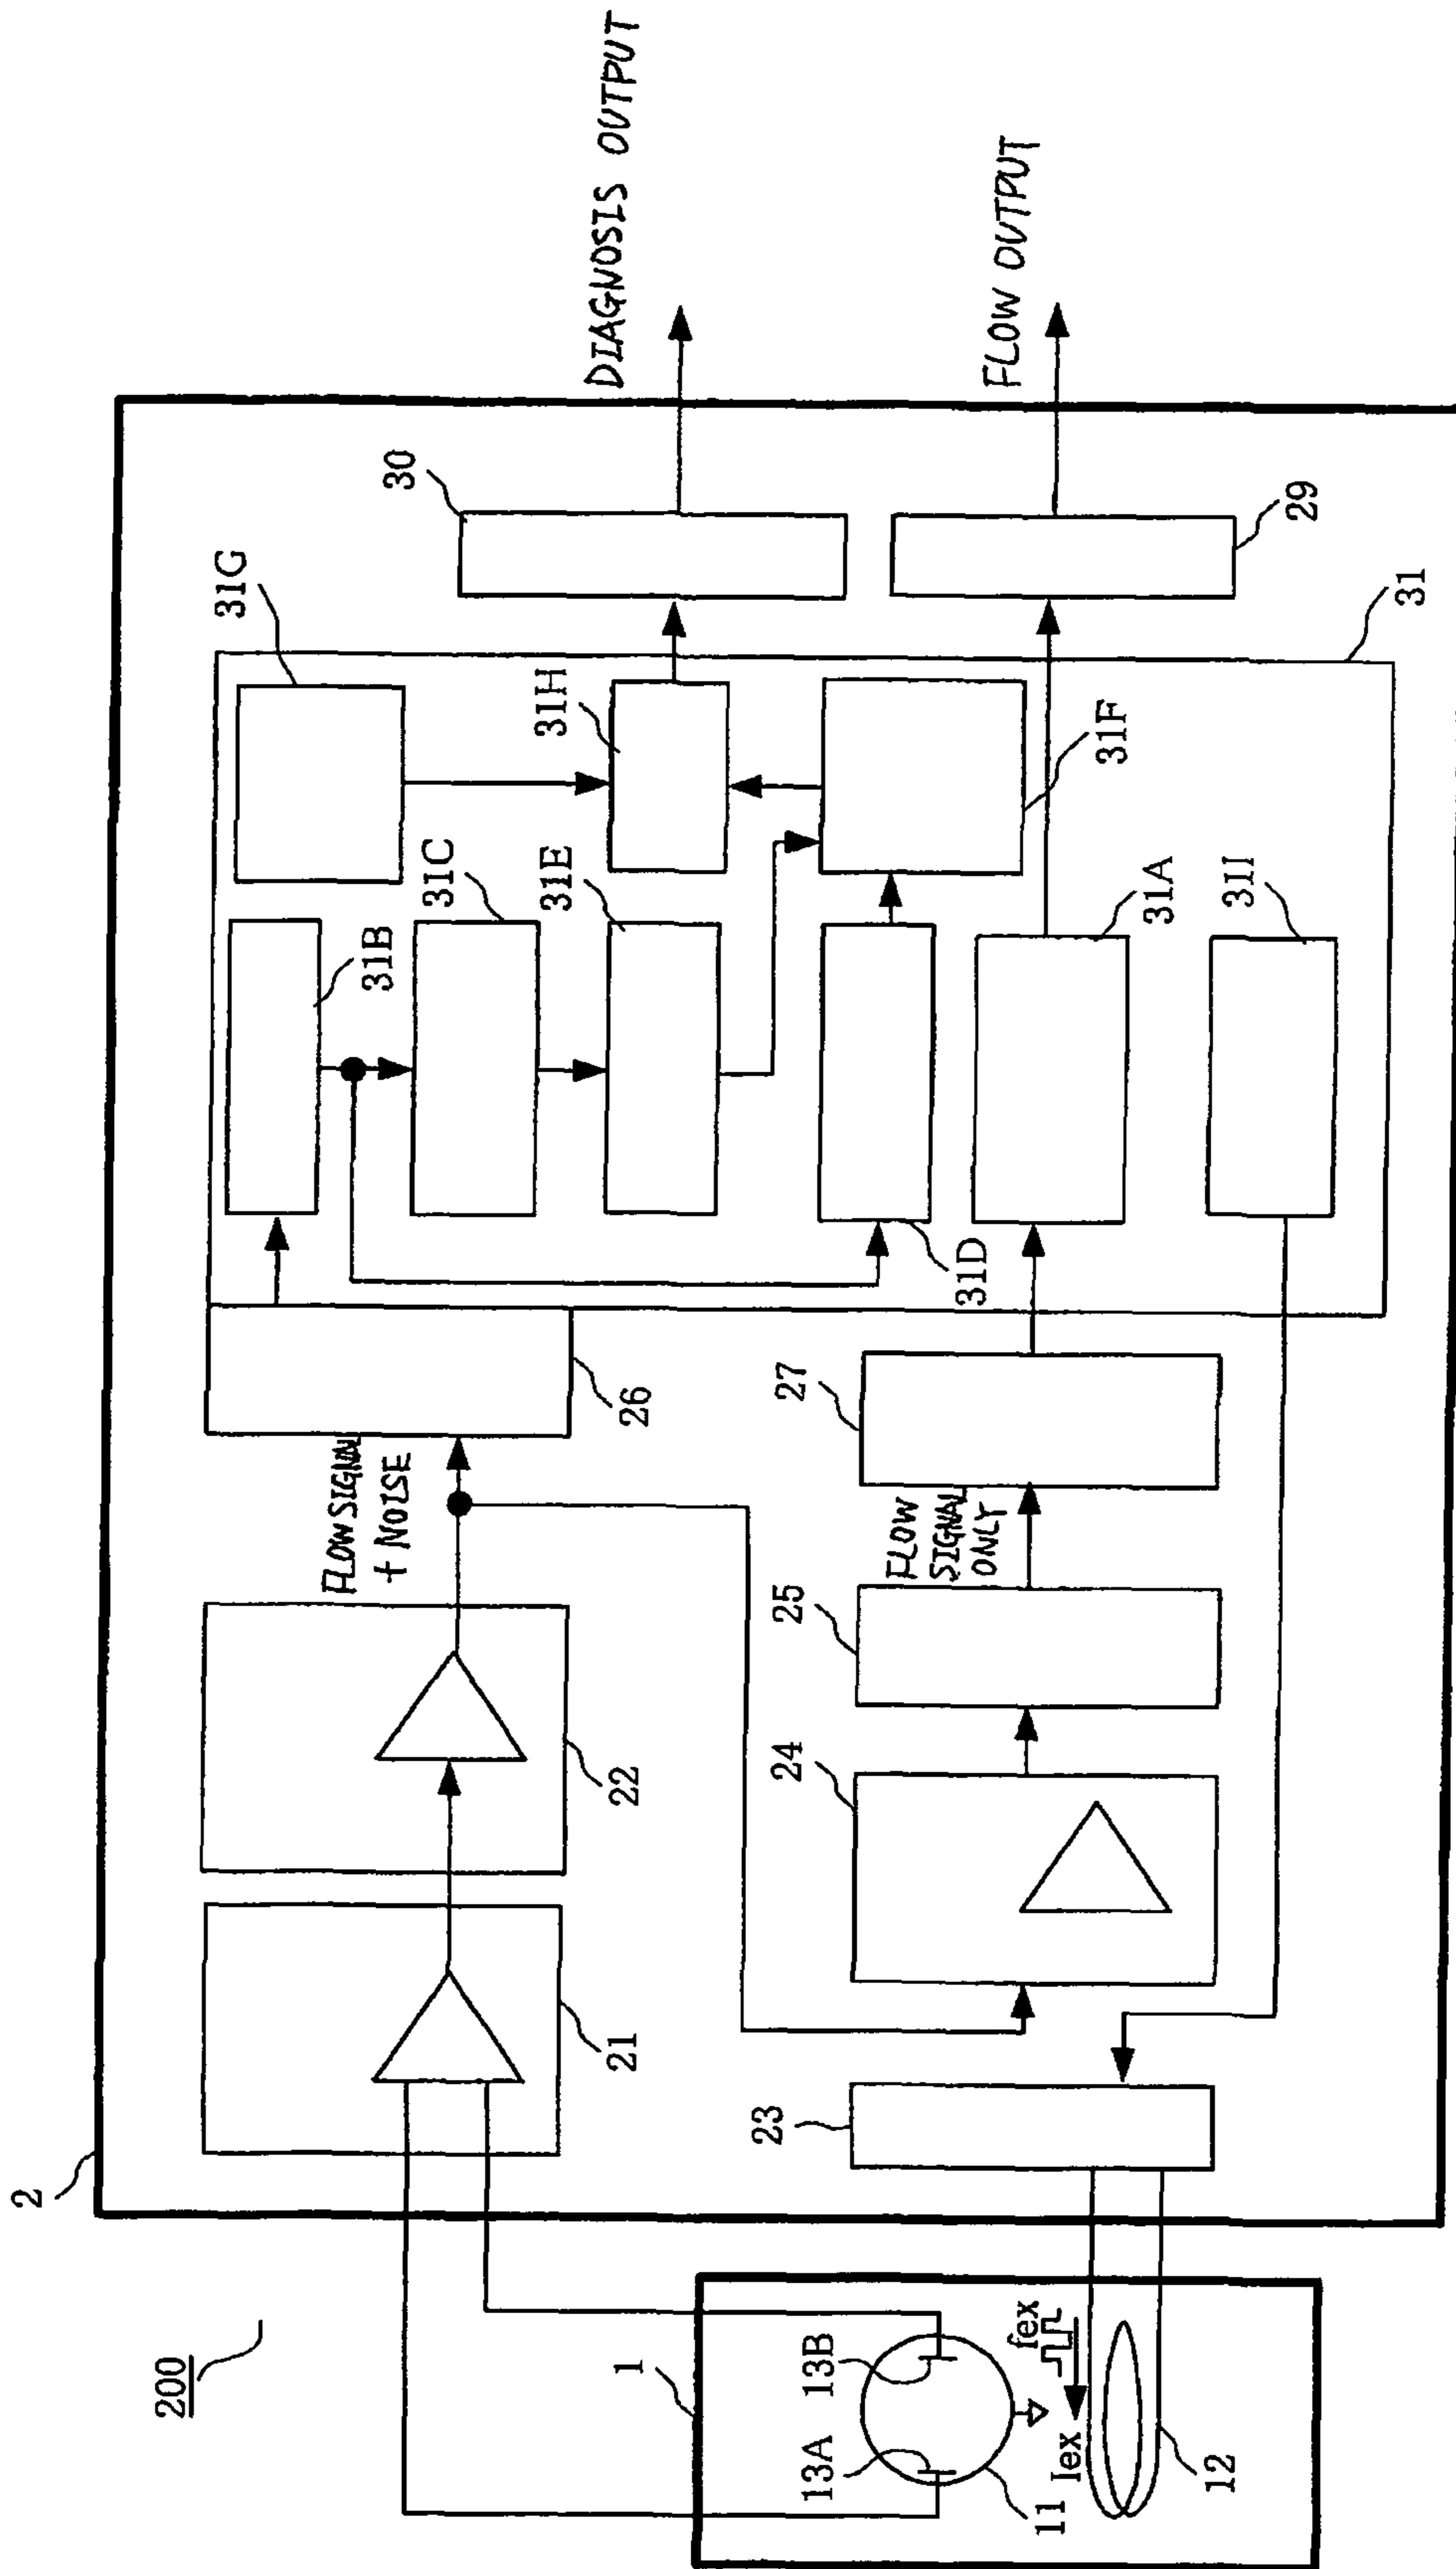 200
2
1
11
12
13A
13B
Iex
fex
21
22
FLOW SIGNAL
+ NOISE
26
23
24
25
FLOW
SIGNAL
ONLY
27
31B
31C
31E
31D
31A
31I
31G
31H
31F
31
30
29
DIAGNOSIS OUTPUT
FLOW OUTPUT